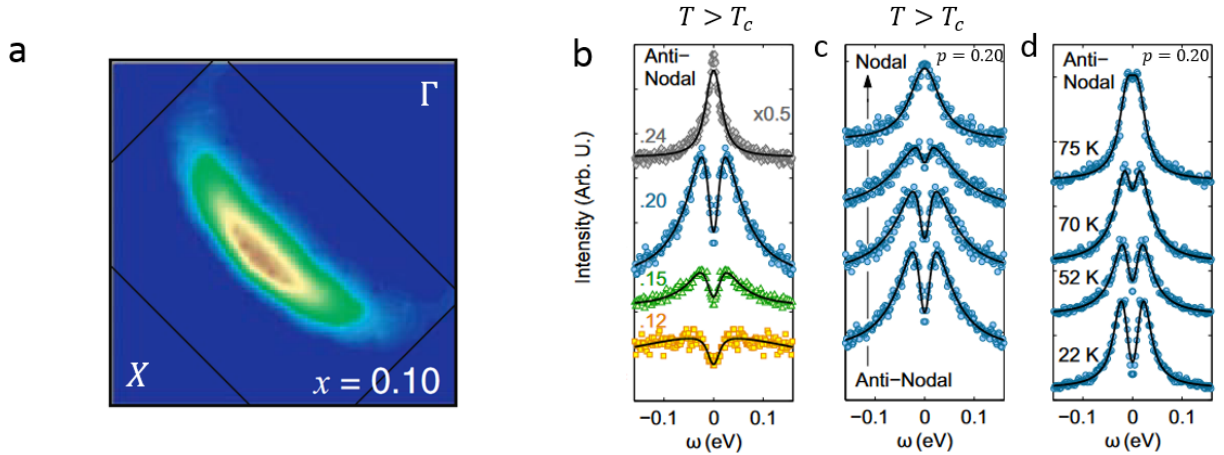 a
Γ
X
x = 0.10
T > T_c
b
Anti-
Nodal
x0.5
.24
.20
.15
.12
Intensity (Arb. U.)
−0.1 0 0.1
ω (eV)
T > T_c
c
Nodal
p = 0.20
Anti-Nodal
−0.1 0 0.1
ω (eV)
d
Anti-
Nodal
p = 0.20
75 K
70 K
52 K
22 K
−0.1 0 0.1
ω (eV)